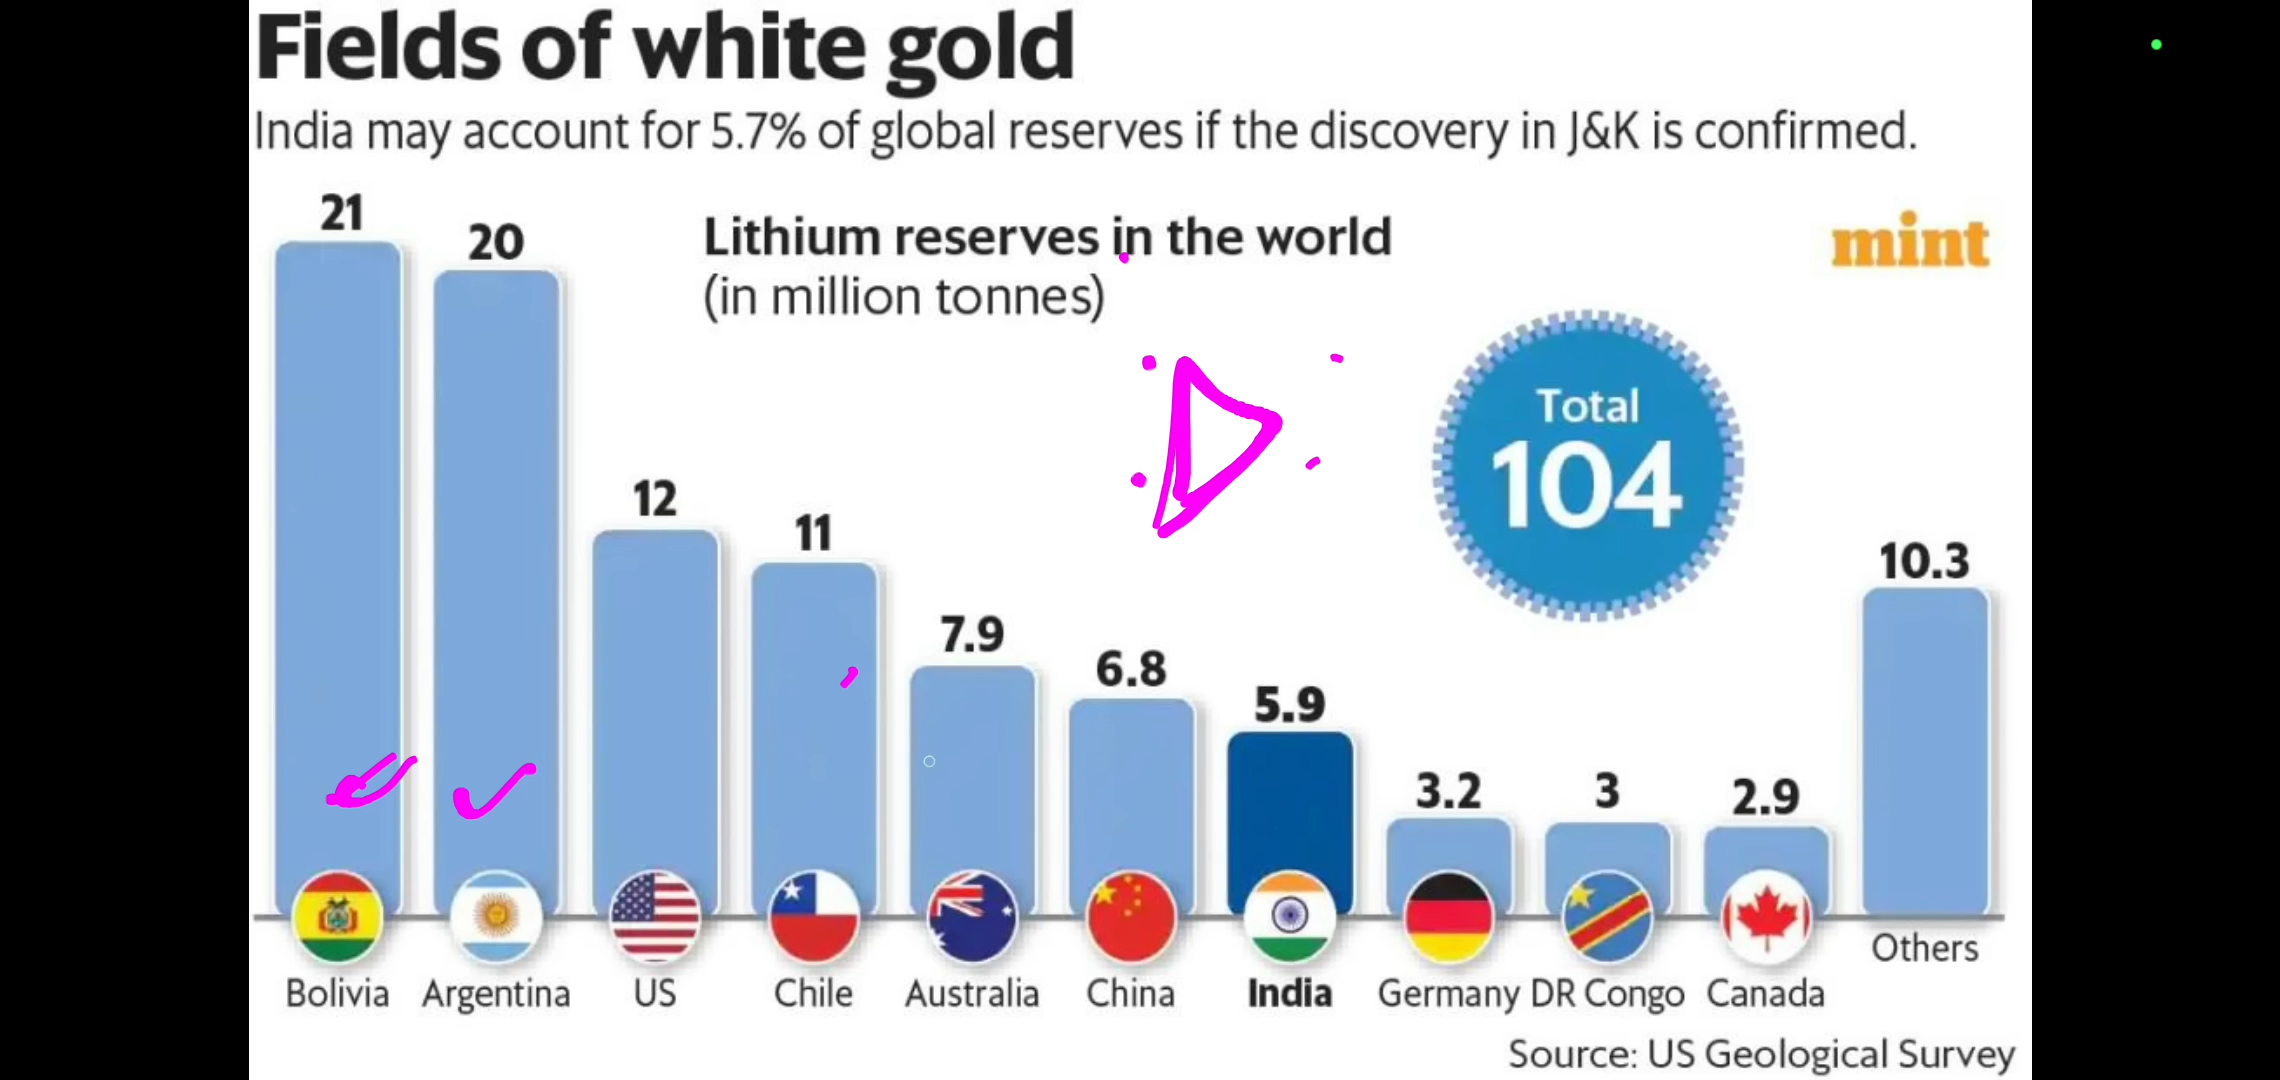 Fields of white gold
India may account for 5.7% of global reserves if the discovery in J&K is confirmed.
Lithium reserves in the world
(in million tonnes)
mint
Total
104
21
20
12
11
7.9
6.8
5.9
3.2
3
2.9
10.3
Bolivia
Argentina
US
Chile
Australia
China
India
Germany
DR Congo
Canada
Others
Source: US Geological Survey